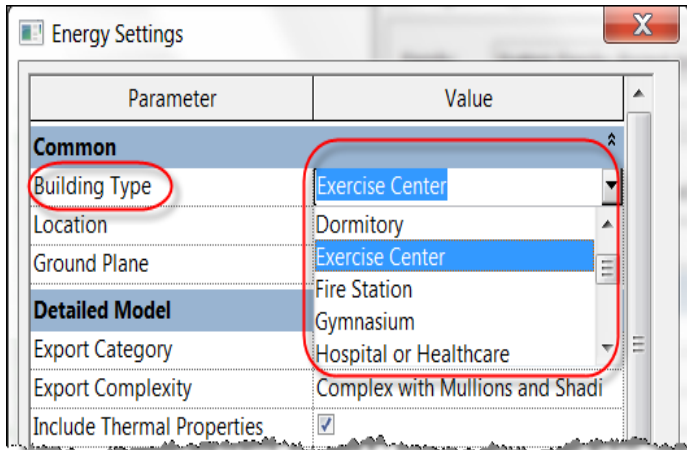 Energy Settings
X
Parameter Value
Common
Building Type Exercise Center
Location Dormitory
Exercise Center
Ground Plane
Fire Station
Detailed Model
Gymnasium
Export Category Hospital or Healthcare
Export Complexity Complex with Mullions and Shadi
Include Thermal Properties